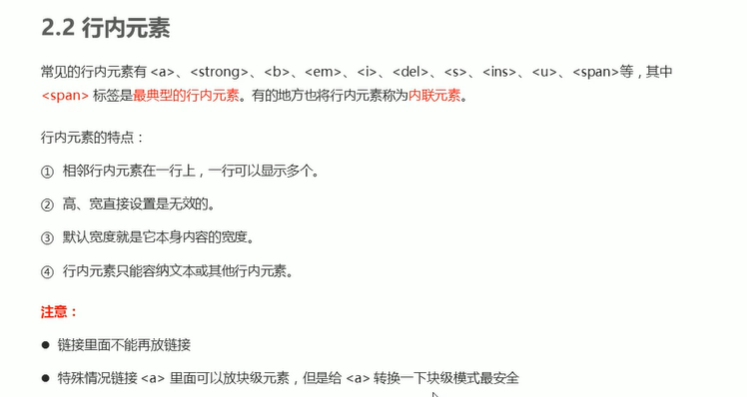 2.2 行内元素
常见的行内元素有 <a>、<strong>、<b>、<em>、<i>、<del>、<s>、<ins>、<u>、<span>等，其中
<span> 标签是最典型的行内元素。有的地方也将行内元素称为内联元素。
行内元素的特点：
① 相邻行内元素在一行上，一行可以显示多个。
② 高、宽直接设置是无效的。
③ 默认宽度就是它本身内容的宽度。
④ 行内元素只能容纳文本或其他行内元素。
注意：
● 链接里面不能再放链接
● 特殊情况链接 <a> 里面可以放块级元素，但是给 <a> 转换一下块级模式最安全